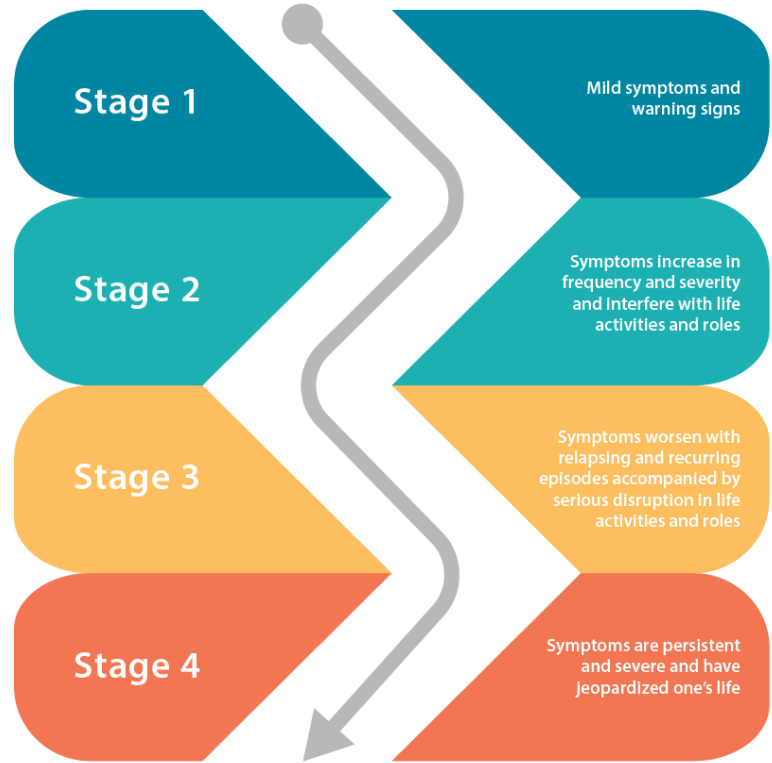 Stage 1
Mild symptoms and
warning signs
Stage 2
Symptoms increase in
frequency and severity
and interfere with life
activities and roles
Stage 3
Symptoms worsen with
relapsing and recurring
episodes accompanied by
serious disruption in life
activities and roles
Stage 4
Symptoms are persistent
and severe and have
jeopardized one’s life